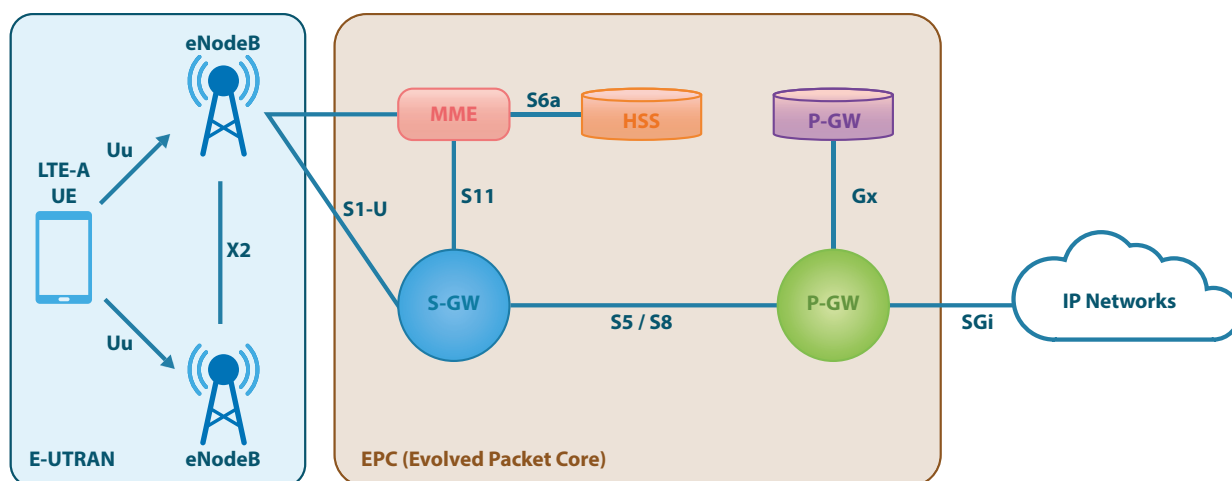 eNodeB
LTE-A
UE
Uu
X2
Uu
eNodeB
E-UTRAN
MME
S6a
HSS
P-GW
S1-U
S11
Gx
S-GW
S5 / S8
P-GW
SGi
IP Networks
EPC (Evolved Packet Core)